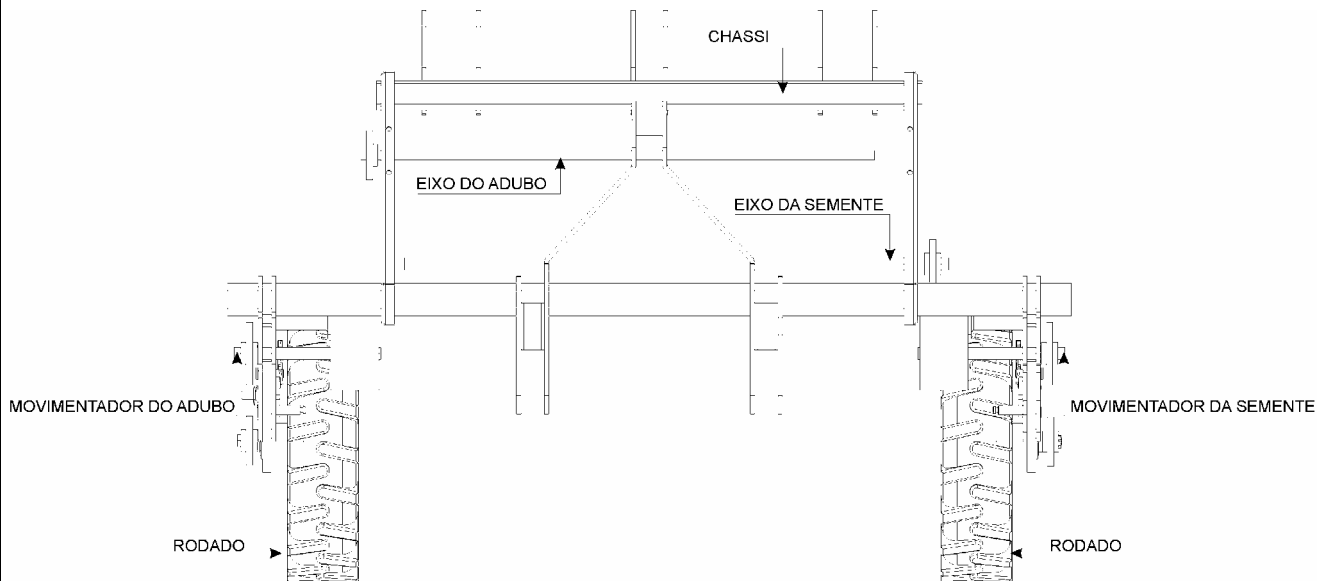 CHASSI
EIXO DO ADUBO
EIXO DA SEMENTE
MOVIMENTADOR DO ADUBO
MOVIMENTADOR DA SEMENTE
RODADO
RODADO